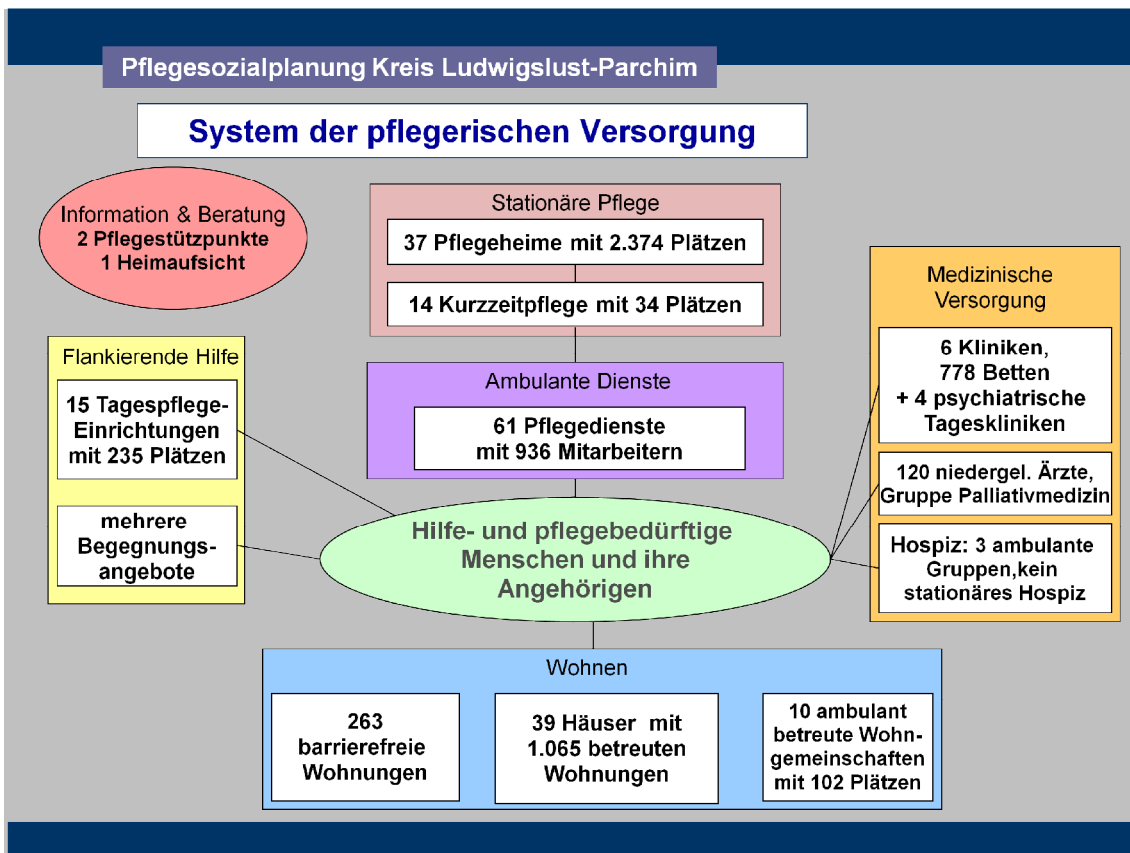 Pflegesozialplanung Kreis Ludwigslust-Parchim
System der pflegerischen Versorgung
Information & Beratung
2 Pflegestützpunkte
1 Heimaufsicht
Stationäre Pflege
37 Pflegeheime mit 2.374 Plätzen
14 Kurzzeitpflege mit 34 Plätzen
Medizinische
Versorgung
6 Kliniken,
778 Betten
+ 4 psychiatrische
Tageskliniken
120 niedergel. Ärzte,
Gruppe Palliativmedizin
Hospiz: 3 ambulante
Gruppen,kein
stationäres Hospiz
Flankierende Hilfe
15 Tagespflege-
Einrichtungen
mit 235 Plätzen
mehrere
Begegnungs-
angebote
Ambulante Dienste
61 Pflegedienste
mit 936 Mitarbeitern
Hilfe- und pflegebedürftige
Menschen und ihre
Angehörigen
Wohnen
263
barrierefreie
Wohnungen
39 Häuser mit
1.065 betreuten
Wohnungen
10 ambulant
betreute Wohn-
gemeinschaften
mit 102 Plätzen